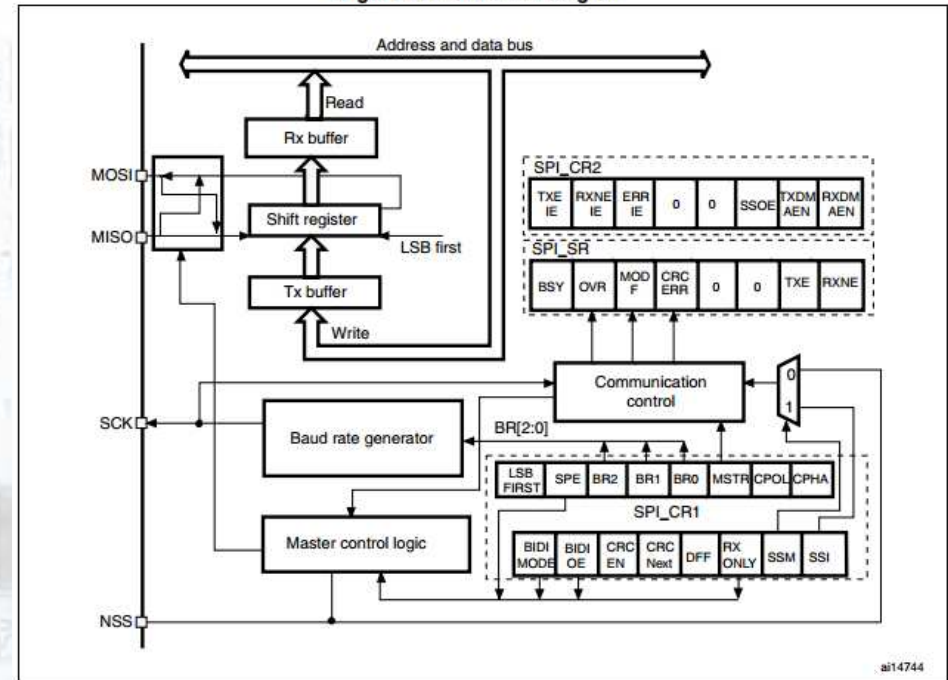 Address and data bus
Read
Rx buffer
MOSI
MISO
Shift register
LSB first
Tx buffer
Write
SPI_CR2
TXE IE RXNE IE ERR IE 0 0 SSOE TXDM AEN RXDM AEN
SPI_SR
BSY OVR MOD F CRC ERR 0 0 TXE RXNE
Communication
control
0
1
SCK
Baud rate generator
BR[2:0]
LSB FIRST SPE BR2 BR1 BR0 MSTR CPOL CPHA
SPI_CR1
Master control logic
BIDI MODE BIDI OE CRC EN CRC Next DFF RX ONLY SSM SSI
NSS
ai14744